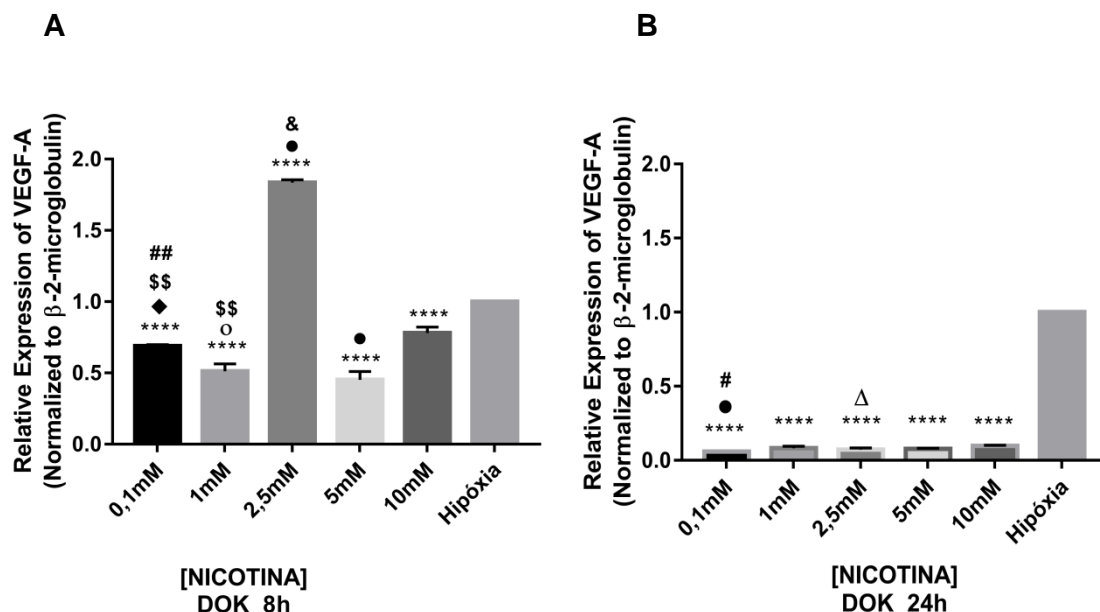 A
Relative Expression of VEGF-A
(Normalized to β-2-microglobulin)
2.0
1.5
1.0
0.5
0.0
##
$$
◆
****
$$
o
****
&
●
****
●
****
****
0,1mM
1mM
2,5mM
5mM
10mM
Hipóxia
[NICOTINA]
DOK 8h
B
Relative Expression of VEGF-A
(Normalized to β-2-microglobulin)
2.0
1.5
1.0
0.5
0.0
#
●
****
****
Δ
****
****
****
0,1mM
1mM
2,5mM
5mM
10mM
Hipóxia
[NICOTINA]
DOK 24h